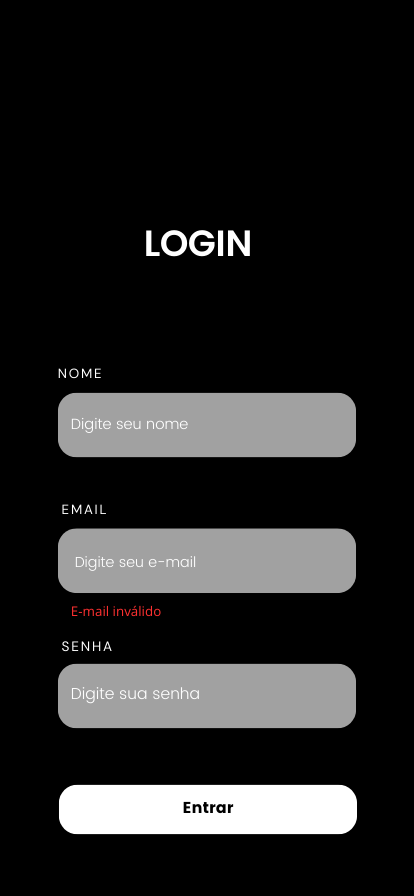 LOGIN
NOME
Digite seu nome
EMAIL
Digite seu e-mail
E-mail inválido
SENHA
Digite sua senha
Entrar